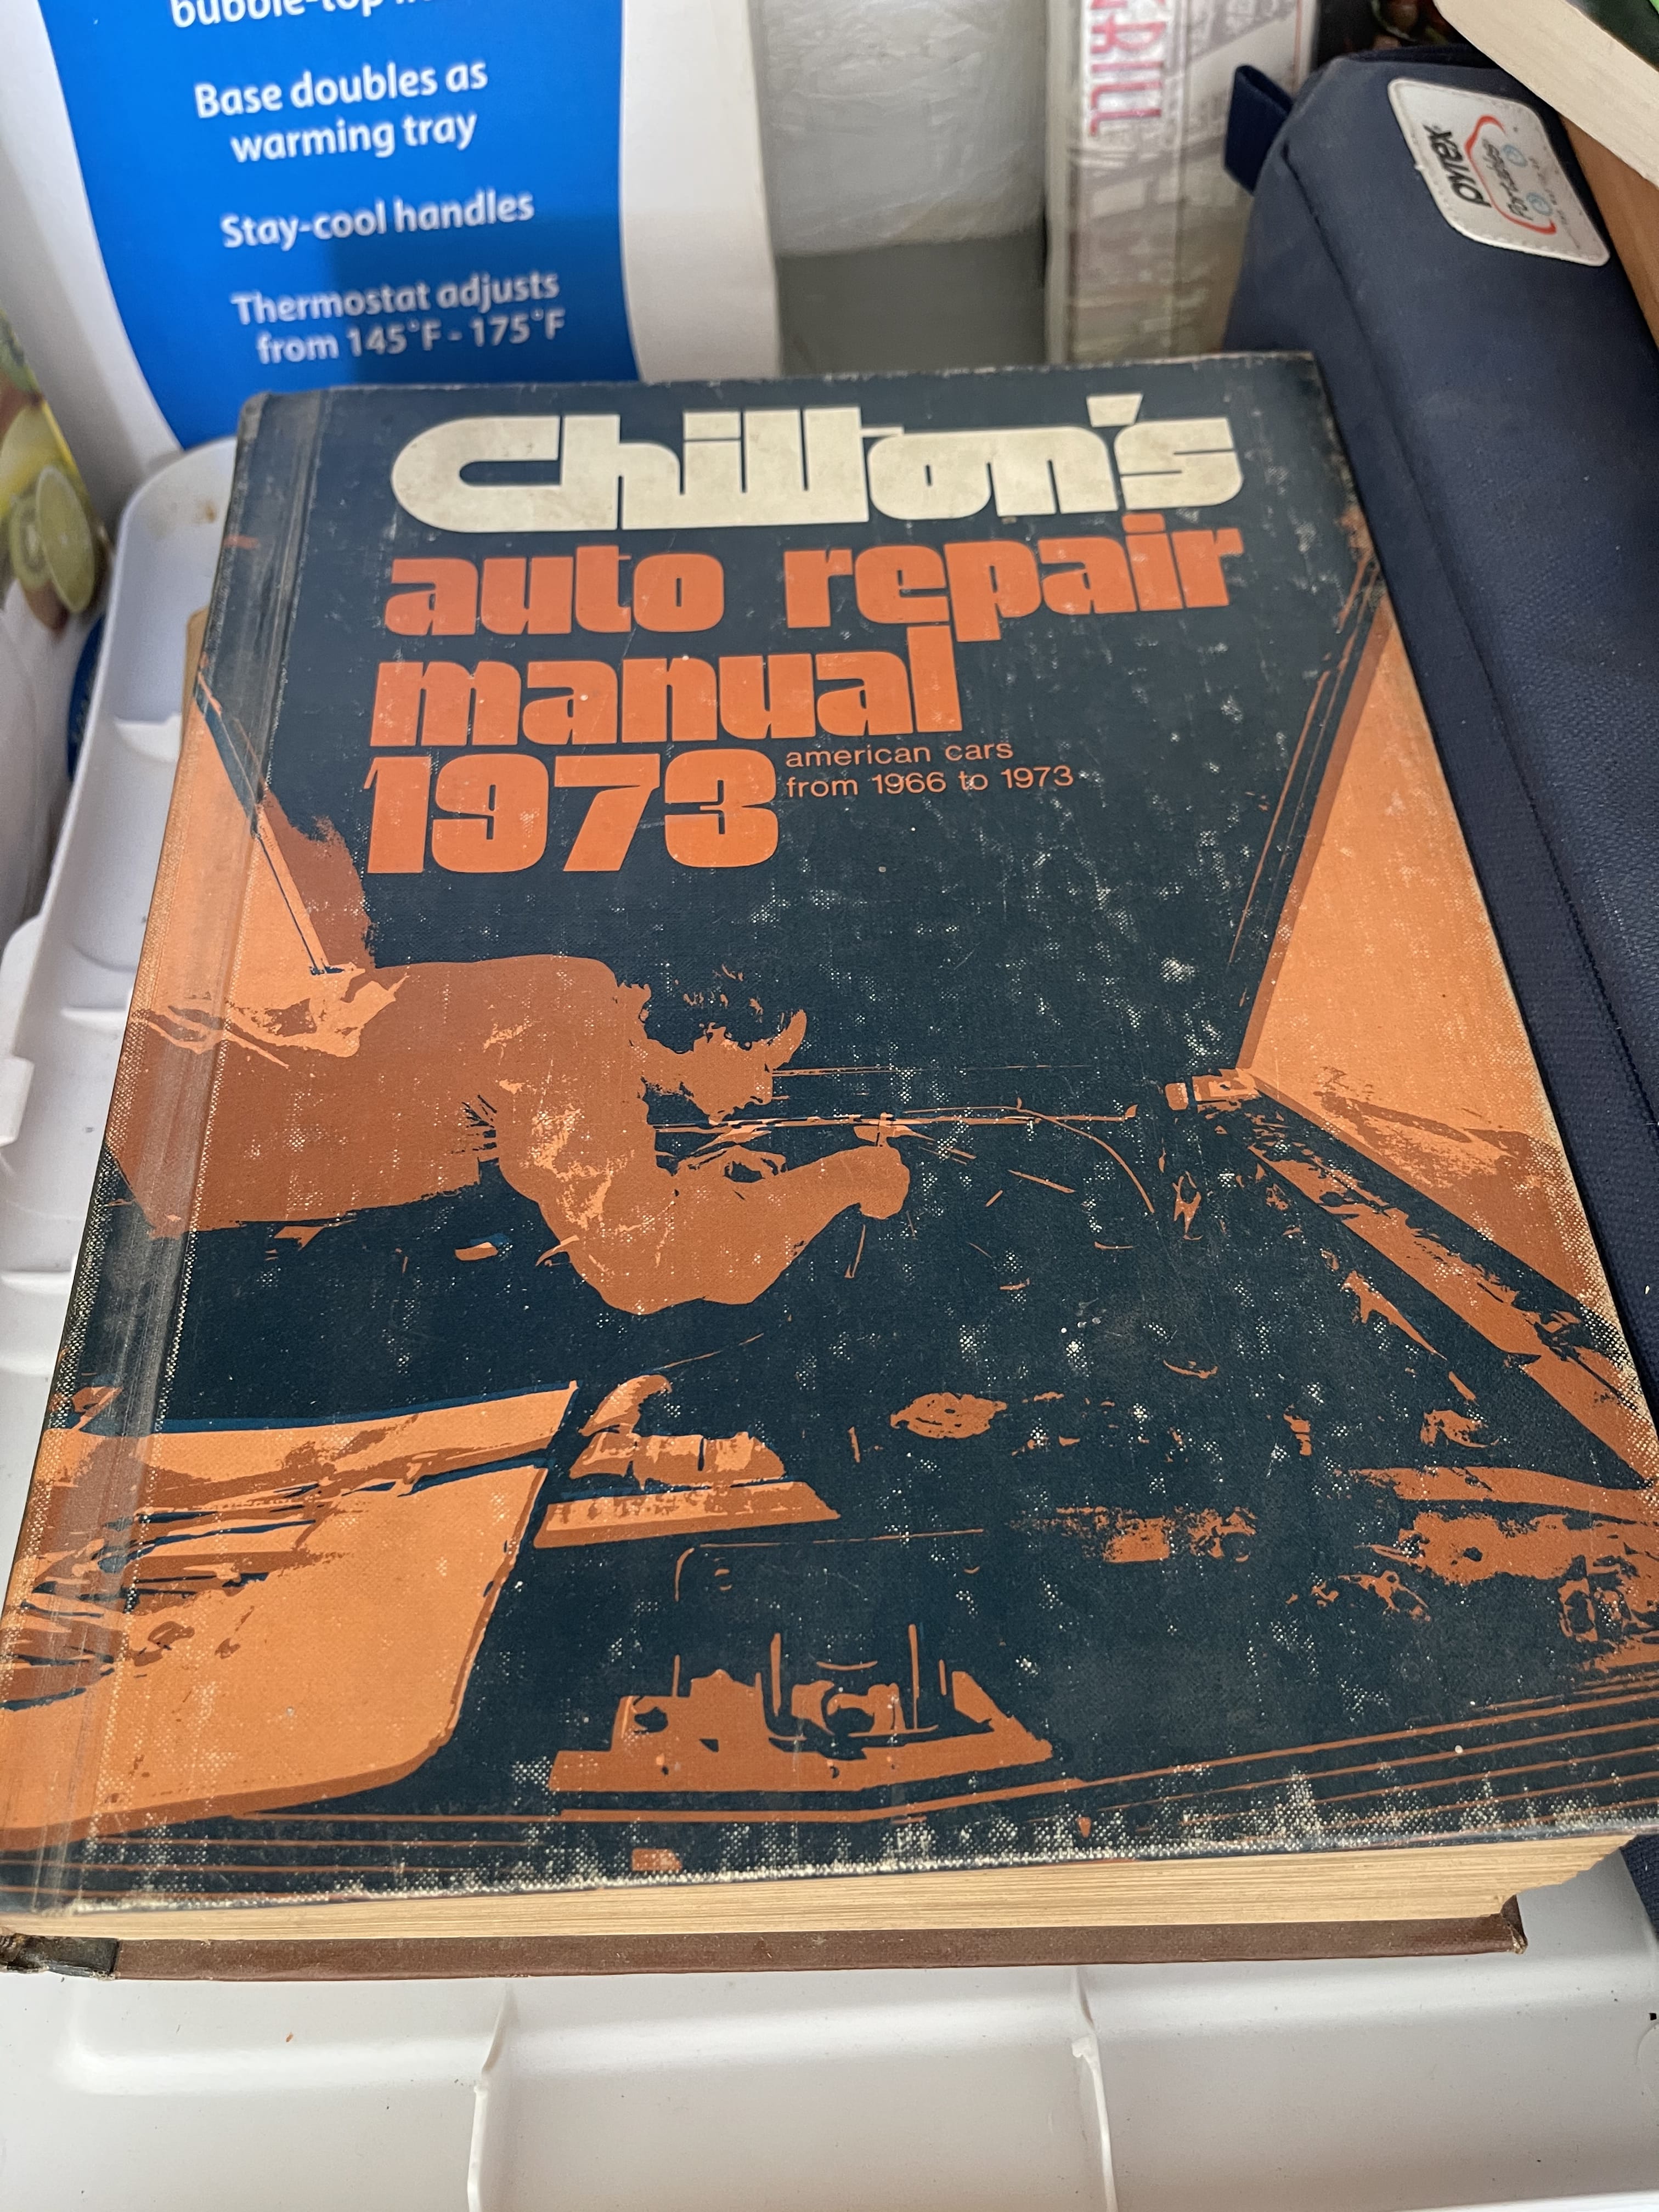 Base doubles as
warming tray
Stay-cool handles
Thermostat adjusts
from 145°F - 175°F
pyrex
Portables
Chilton's
auto repair
manual
1973
american cars
from 1966 to 1973